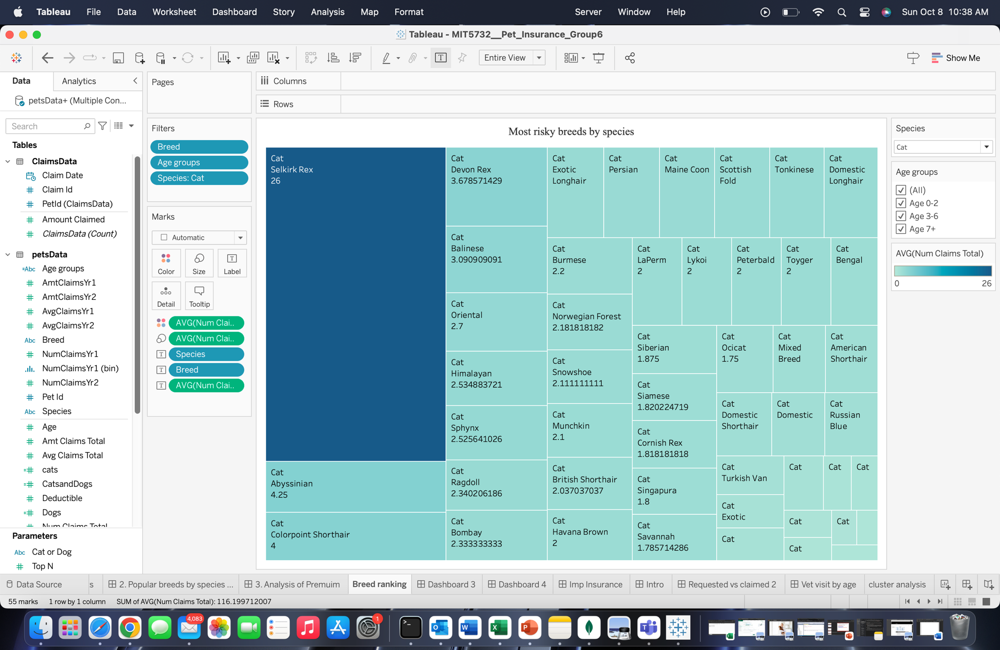 Tableau File Data Worksheet Dashboard Story Analysis Map Format Server Window Help Sun Oct 8 10:38 AM
Tableau - MIT5732__Pet_Insurance_Group6
Entire View
Show Me
Data Analytics
petsData+ (Multiple Con...
Search
Tables
ClaimsData
Claim Date
Claim Id
PetId (ClaimsData)
Amount Claimed
ClaimsData (Count)
petsData
=Abc Age groups
AmtClaimsYr1
AmtClaimsYr2
AvgClaimsYr1
AvgClaimsYr2
Abc Breed
NumClaimsYr1
NumClaimsYr1 (bin)
NumClaimsYr2
Pet Id
Abc Species
Age
Amt Claims Total
Avg Claims Total
cats
CatsandDogs
Deductible
Dogs
Num Claims Total
Parameters
Abc Cat or Dog
Top N
Pages
Filters
Breed
Age groups
Species: Cat
Marks
Automatic
Color Size Label
Detail Tooltip
AVG(Num Clai..
AVG(Num Clai..
Species
Breed
AVG(Num Clai..
Columns
Rows
Most risky breeds by species
Cat
Selkirk Rex
26
Cat
Abyssinian
4.25
Cat
Colorpoint Shorthair
4
Cat
Devon Rex
3.678571429
Cat
Balinese
3.090909091
Cat
Oriental
2.7
Cat
Himalayan
2.534883721
Cat
Sphynx
2.525641026
Cat
Ragdoll
2.340206186
Cat
Bombay
2.333333333
Cat
Exotic
Longhair
Cat
Persian
Cat
Maine Coon
Cat
Scottish
Fold
Cat
Tonkinese
Cat
Domestic
Longhair
Cat
Burmese
2.2
Cat
Norwegian Forest
2.181818182
Cat
Snowshoe
2.111111111
Cat
Munchkin
2.1
Cat
British Shorthair
2.037037037
Cat
Havana Brown
2
Cat
LaPerm
2
Cat
Lykoi
2
Cat
Peterbald
2
Cat
Toyger
2
Cat
Bengal
Cat
Siberian
1.875
Cat
Siamese
1.820224719
Cat
Cornish Rex
1.818181818
Cat
Singapura
1.8
Cat
Savannah
1.785714286
Cat
Ocicat
1.75
Cat
Mixed
Breed
Cat
American
Shorthair
Cat
Domestic
Shorthair
Cat
Domestic
Cat
Russian
Blue
Cat
Turkish Van
Cat
Exotic
Cat
Cat
Cat
Cat
Cat
Cat
Cat
Species
Cat
Age groups
(All)
Age 0-2
Age 3-6
Age 7+
AVG(Num Claims Total)
0 26
Data Source s 2. Popular breeds by species ... 3. Analysis of Premuim Breed ranking Dashboard 3 Dashboard 4 Imp Insurance Intro Requested vs claimed 2 Vet visit by age cluster analysis
55 marks 1 row by 1 column SUM of AVG(Num Claims Total): 116.199712007
4,083
1